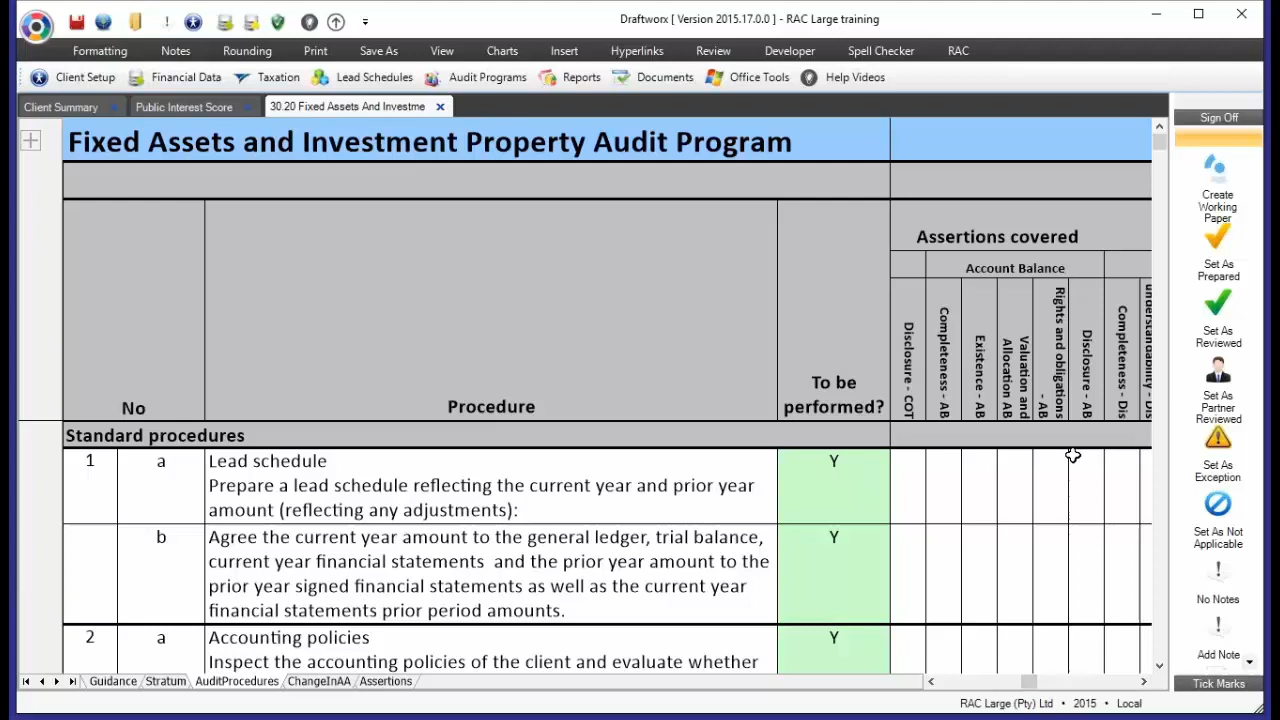 Draftworx [ Version 2015.17.0.0 ] - RAC Large training
Formatting Notes Rounding Print Save As View Charts Insert Hyperlinks Review Developer Spell Checker RAC
Client Setup Financial Data Taxation Lead Schedules Audit Programs Reports Documents Office Tools Help Videos
Client Summary Public Interest Score 30.20 Fixed Assets And Investme
Sign Off
Fixed Assets and Investment Property Audit Program
Create
Working
Paper
Set As
Prepared
Set As
Reviewed
Set As
Partner
Reviewed
Set As
Exception
Set As Not
Applicable
No Notes
Add Note
Tick Marks
Assertions covered
Account Balance
Disclosure - COT
Completeness - AB
Existence - AB
Valuation and
Allocation AB
Rights and obligations
- AB
Disclosure - AB
Completeness - Dis
understandability - Dis
No
Procedure
To be
performed?
Standard procedures
1 a Lead schedule Y
Prepare a lead schedule reflecting the current year and prior year
amount (reflecting any adjustments):
b Agree the current year amount to the general ledger, trial balance, Y
current year financial statements and the prior year amount to the
prior year signed financial statements as well as the current year
financial statements prior period amounts.
2 a Accounting policies Y
Inspect the accounting policies of the client and evaluate whether
Guidance Stratum AuditProcedures ChangeInAA Assertions
RAC Large (Pty) Ltd • 2015 • Local